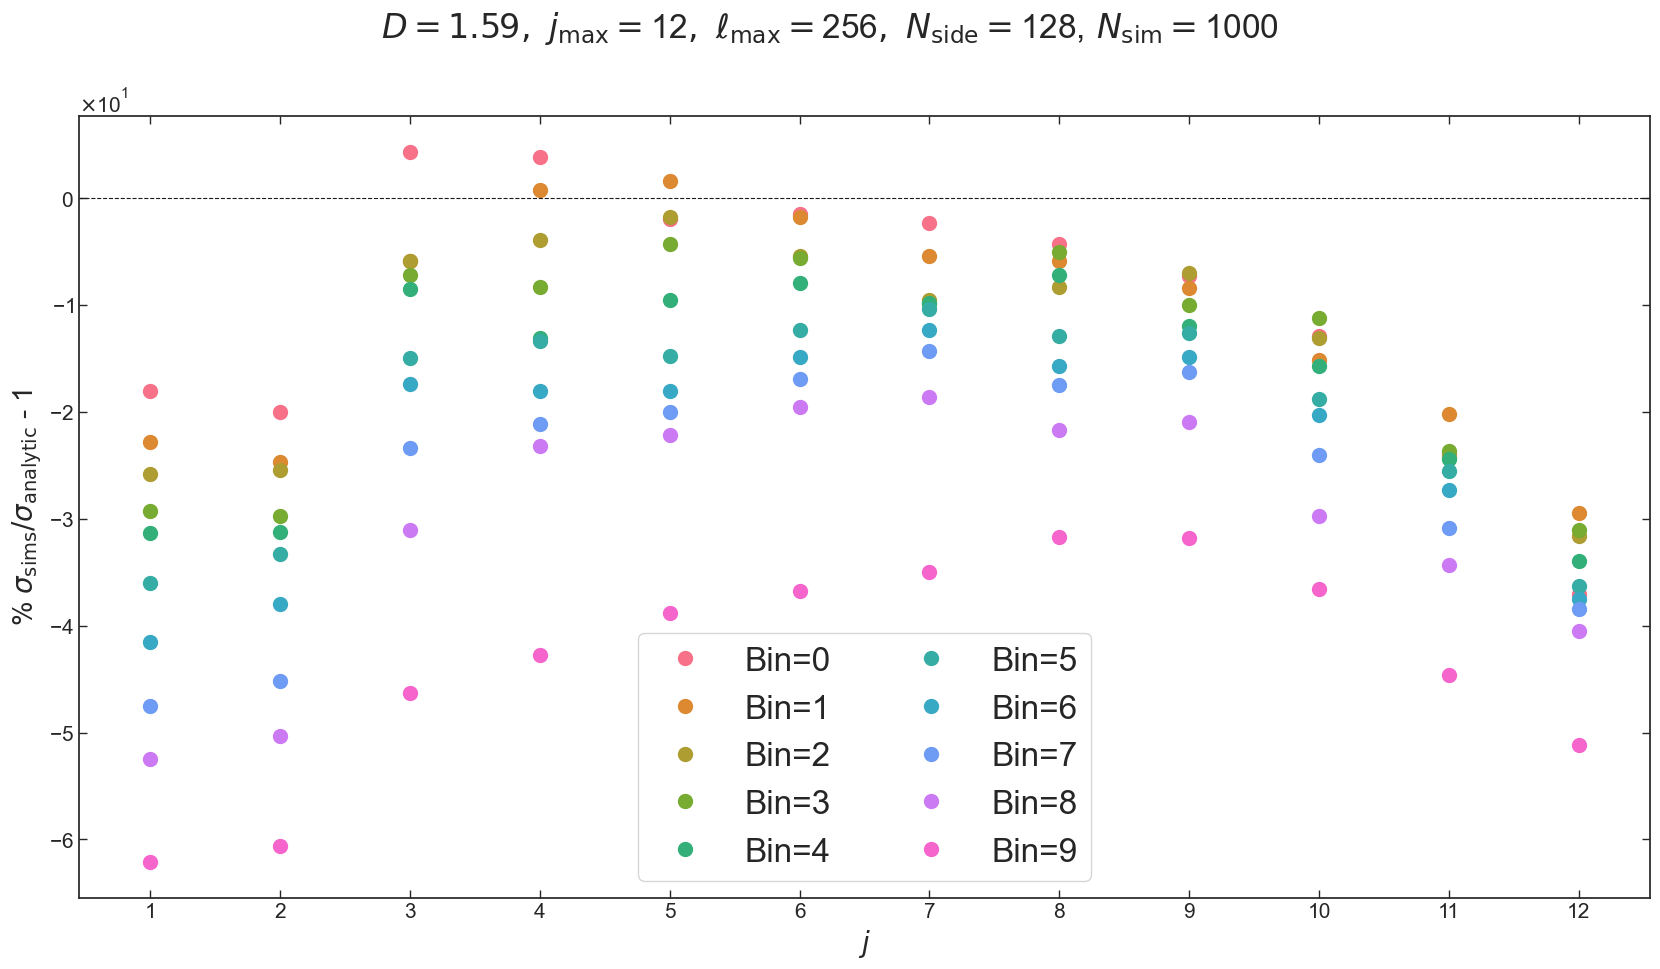 D = 1.59, j_max = 12, ℓ_max = 256, N_side = 128, N_sim = 1000
×10¹
0
−1
−2
−3
−4
−5
−6
% σ_sims/σ_analytic - 1
Bin=0
Bin=1
Bin=2
Bin=3
Bin=4
Bin=5
Bin=6
Bin=7
Bin=8
Bin=9
1 2 3 4 5 6 7 8 9 10 11 12
j